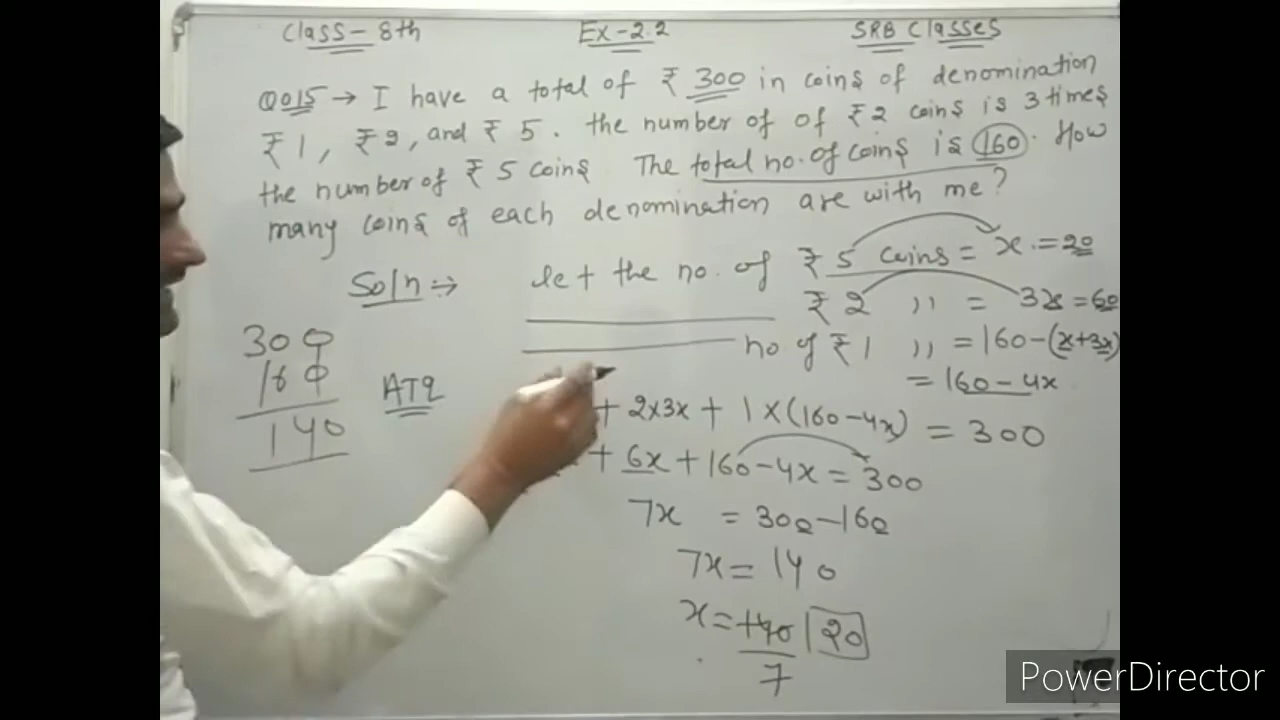 Class-8th Ex-2.2 SRB Classes
Q015 → I have a total of ₹ 300 in coins of denomination
₹1, ₹2, and ₹ 5. the number of of ₹2 coins is 3 times
the number of ₹ 5 coins The total no. of coins is 160. How
many coins of each denomination are with me?
Soln :→ let the no. of ₹ 5 coins = x = 20
₹ 2 ,, = 3x = 60
no. of ₹ 1 ,, = 160-(x+3x)
= 160-4x
300
160
140
ATQ
+ 2x3x + 1 x(160-4x) = 300
+ 6x + 160-4x = 300
7x = 300-160
7x = 140
x = 140 20
7
PowerDirector